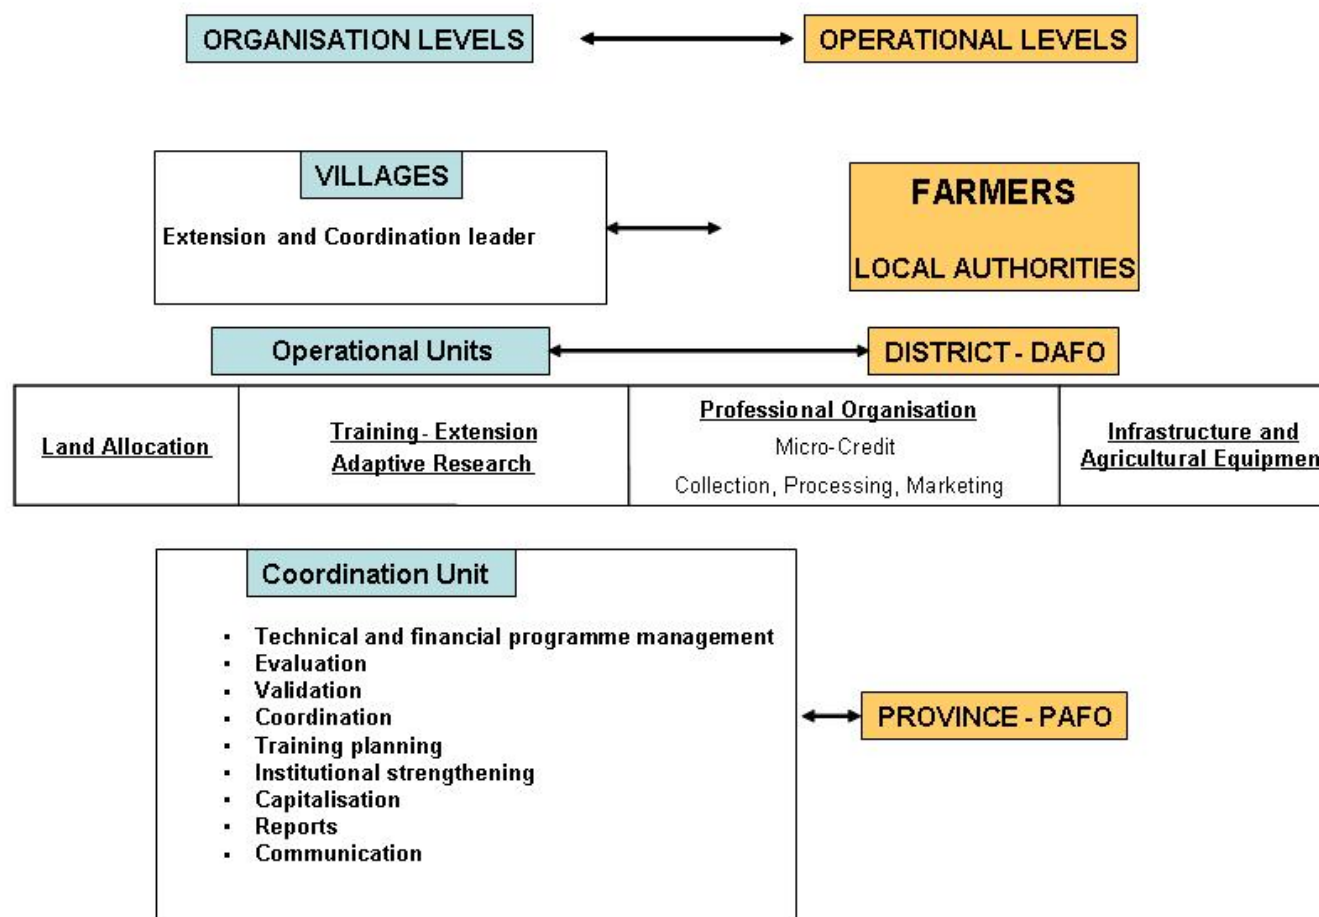 ORGANISATION LEVELS
OPERATIONAL LEVELS
VILLAGES
Extension and Coordination leader
FARMERS
LOCAL AUTHORITIES
Operational Units
DISTRICT - DAFO
Land Allocation
Training- Extension
Adaptive Research
Professional Organisation
Micro-Credit
Collection, Processing, Marketing
Infrastructure and
Agricultural Equipmen
Coordination Unit
▪ Technical and financial programme management
▪ Evaluation
▪ Validation
▪ Coordination
▪ Training planning
▪ Institutional strengthening
▪ Capitalisation
▪ Reports
▪ Communication
PROVINCE - PAFO